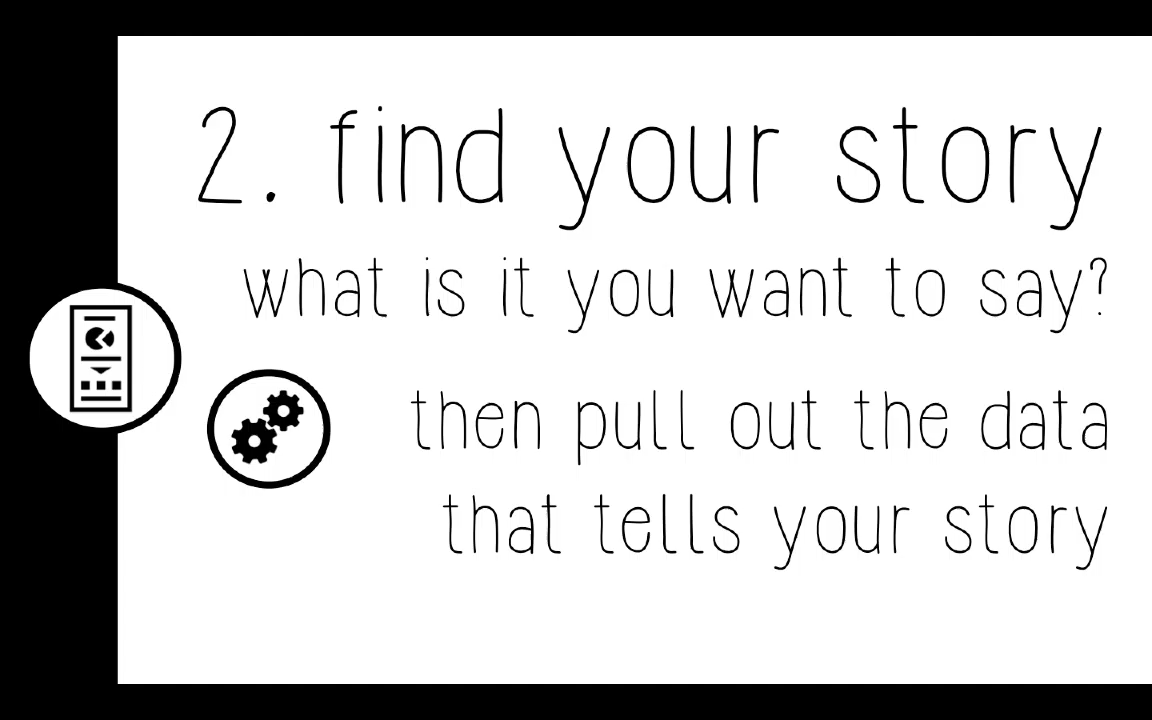 2. find your story
what is it you want to say?
then pull out the data
that tells your story